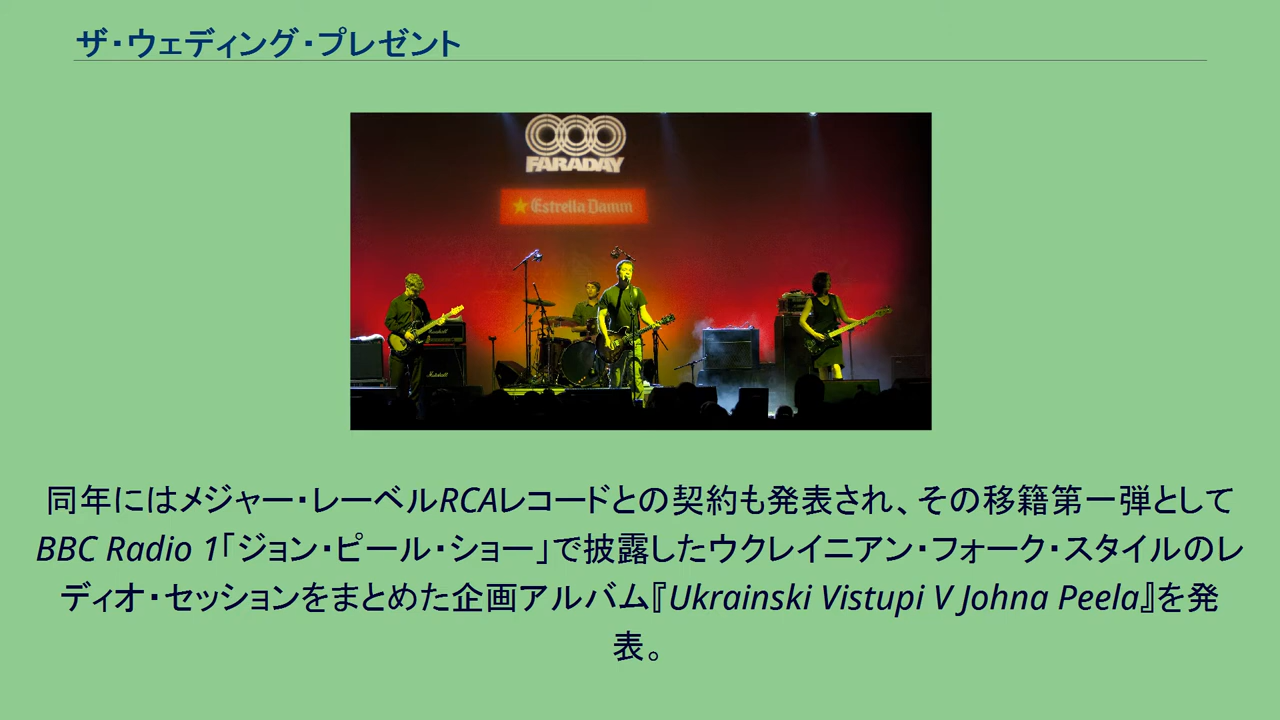 ザ・ウェディング・プレゼント
FARADAY
Estrella Damm
Marshall
Marshall
同年にはメジャー・レーベルRCAレコードとの契約も発表され、その移籍第一弾として
BBC Radio 1「ジョン・ピール・ショー」で披露したウクレイニアン・フォーク・スタイルのレ
ディオ・セッションをまとめた企画アルバム『Ukrainski Vistupi V Johna Peela』を発
表。